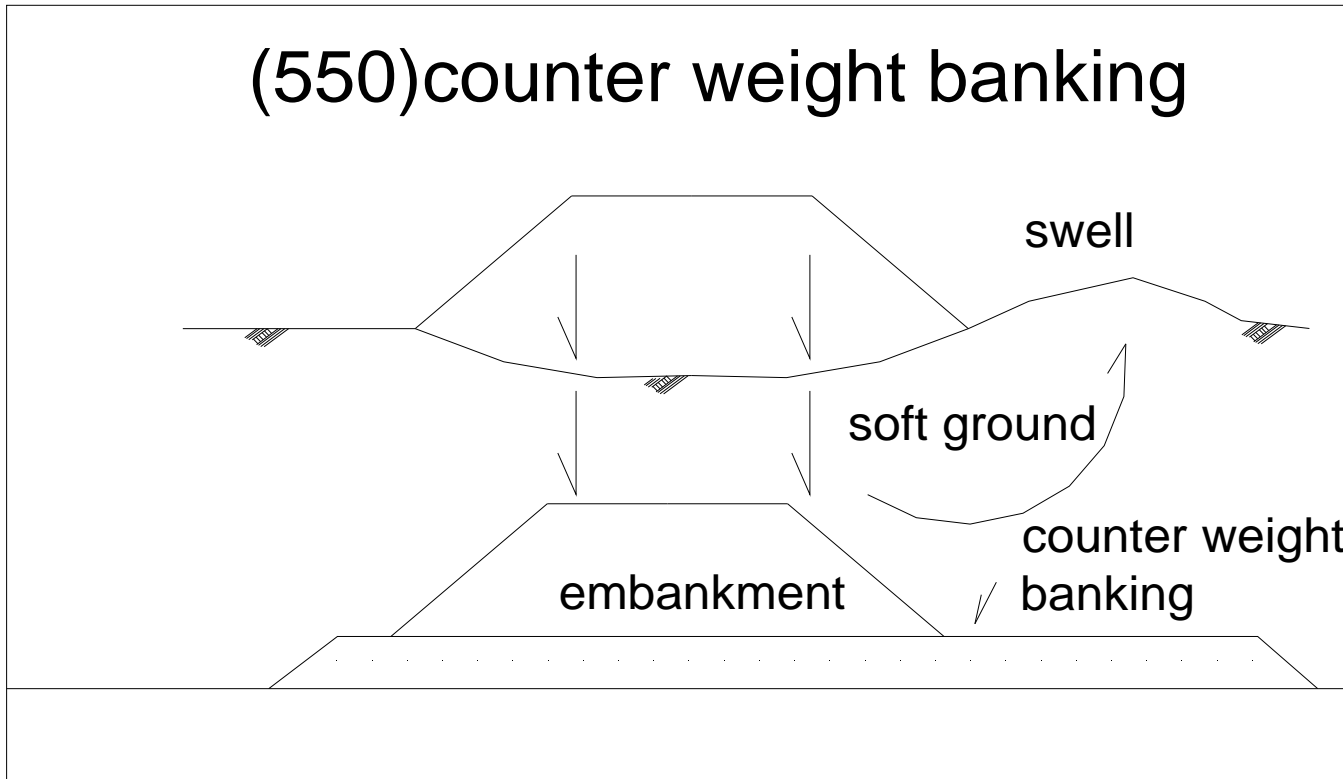 (550)counter weight banking
swell
soft ground
counter weight
banking
embankment